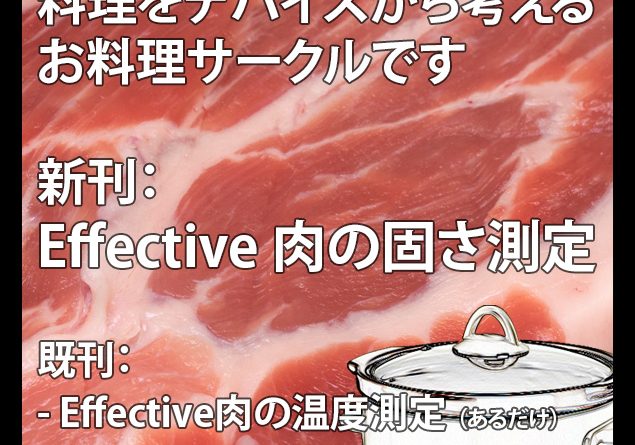 料理をデバイスから考える
お料理サークルです
新刊：
Effective 肉の固さ測定
既刊：
- Effective肉の温度測定（あるだけ）